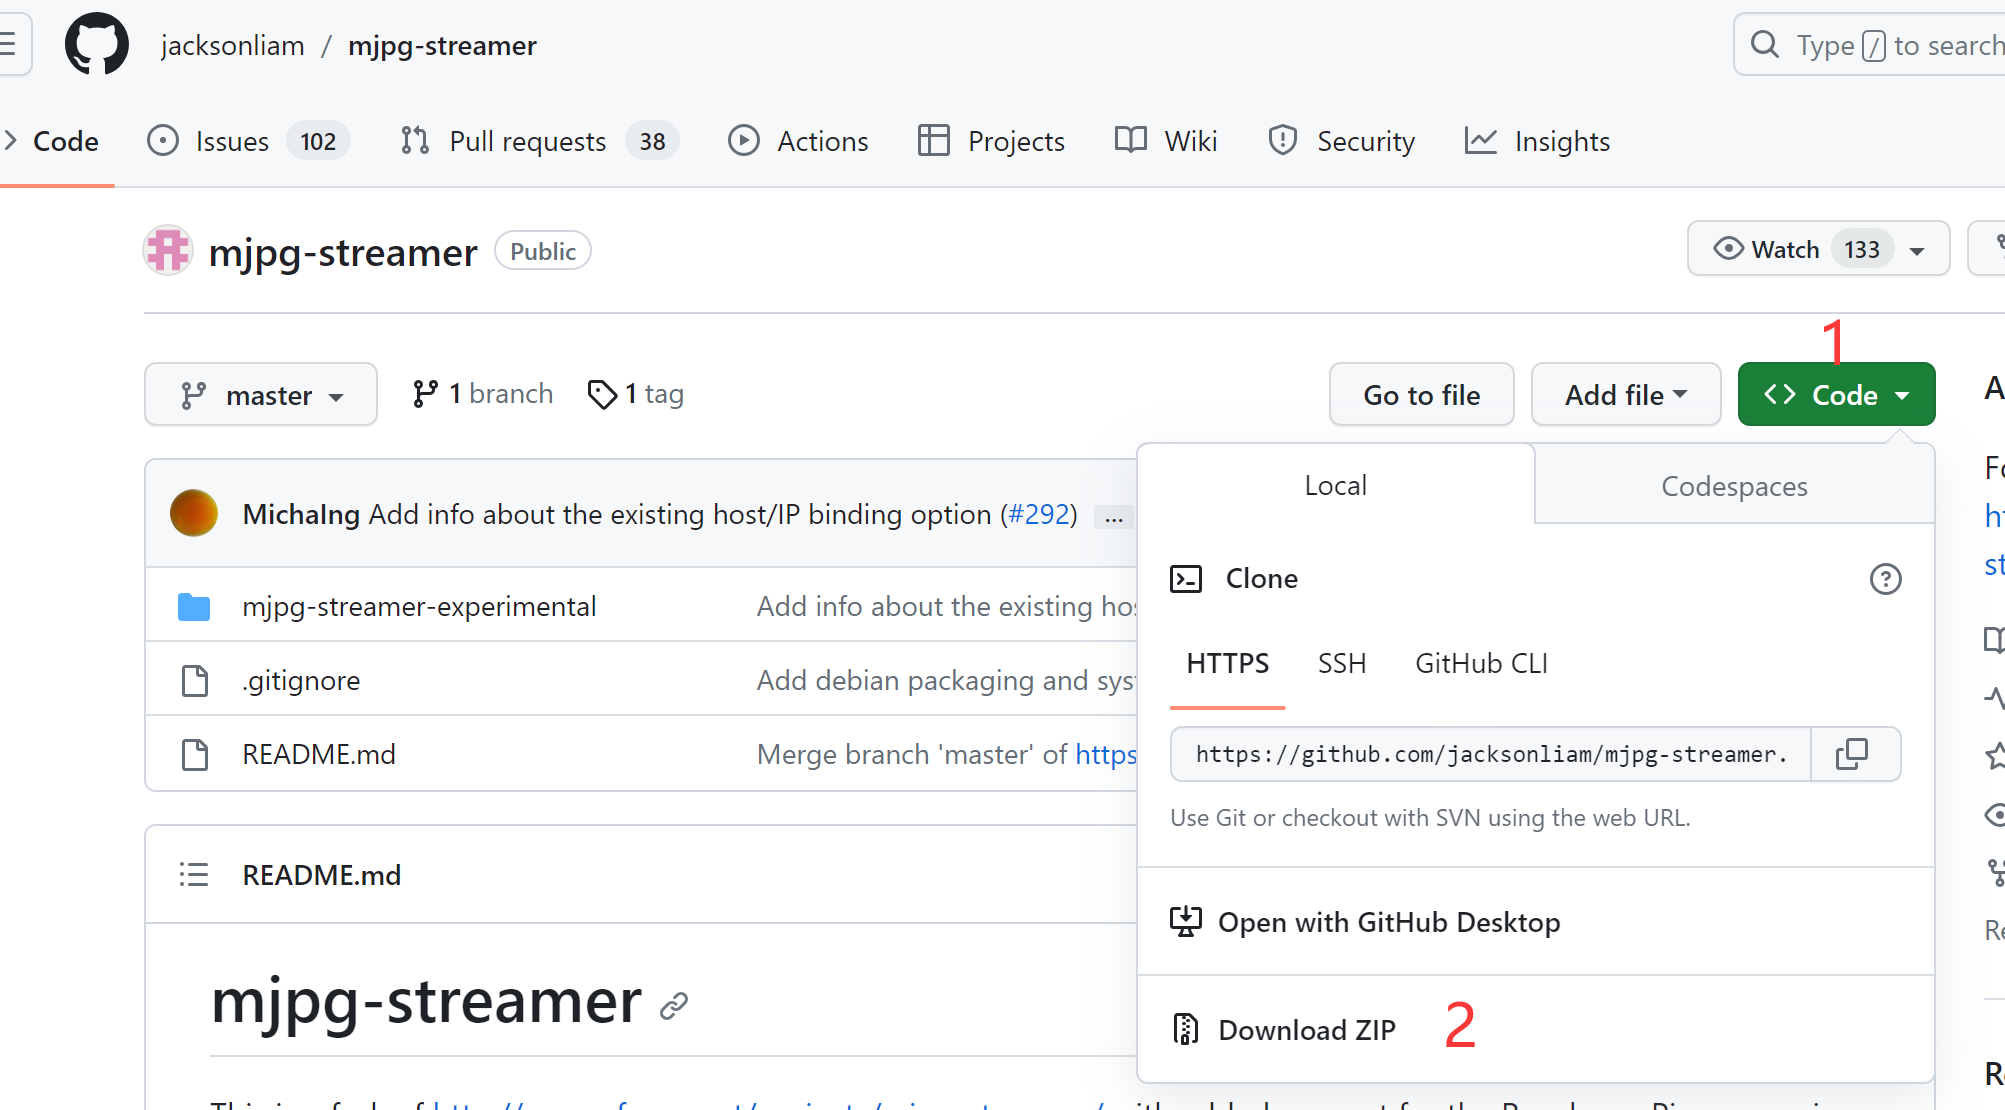 jacksonliam / mjpg-streamer
Type / to search
Code Issues 102 Pull requests 38 Actions Projects Wiki Security Insights
mjpg-streamer Public
Watch 133
1
master 1 branch 1 tag Go to file Add file Code
Local Codespaces
MichaIng Add info about the existing host/IP binding option (#292) ...
Clone
mjpg-streamer-experimental Add info about the existing
HTTPS SSH GitHub CLI
.gitignore Add debian packaging and
https://github.com/jacksonliam/mjpg-streamer.
README.md Merge branch 'master' of https
Use Git or checkout with SVN using the web URL.
README.md
Open with GitHub Desktop
mjpg-streamer
Download ZIP 2